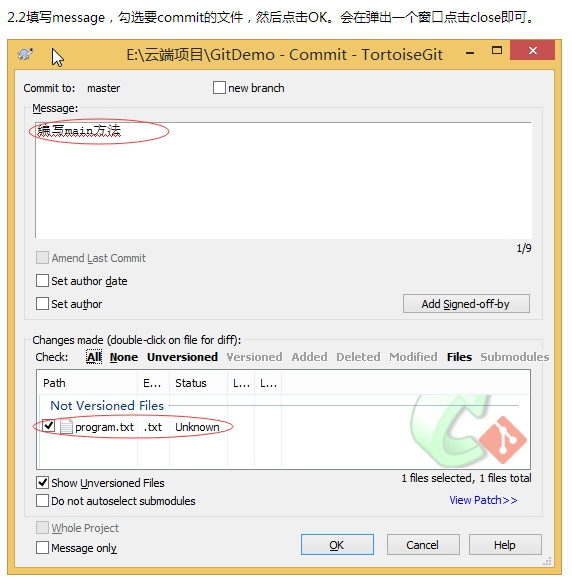 2.2填写message，勾选要commit的文件，然后点击OK。会在弹出一个窗口点击close即可。
E:\云端项目\GitDemo - Commit - TortoiseGit
Commit to: master new branch
Message:
编写main方法
1/9
Amend Last Commit
Set author date
Set author Add Signed-off-by
Changes made (double-click on file for diff):
Check: All None Unversioned Versioned Added Deleted Modified Files Submodules
Path E... Status L... L...
Not Versioned Files
program.txt .txt Unknown
Show Unversioned Files 1 files selected, 1 files total
Do not autoselect submodules View Patch>>
Whole Project
Message only OK Cancel Help